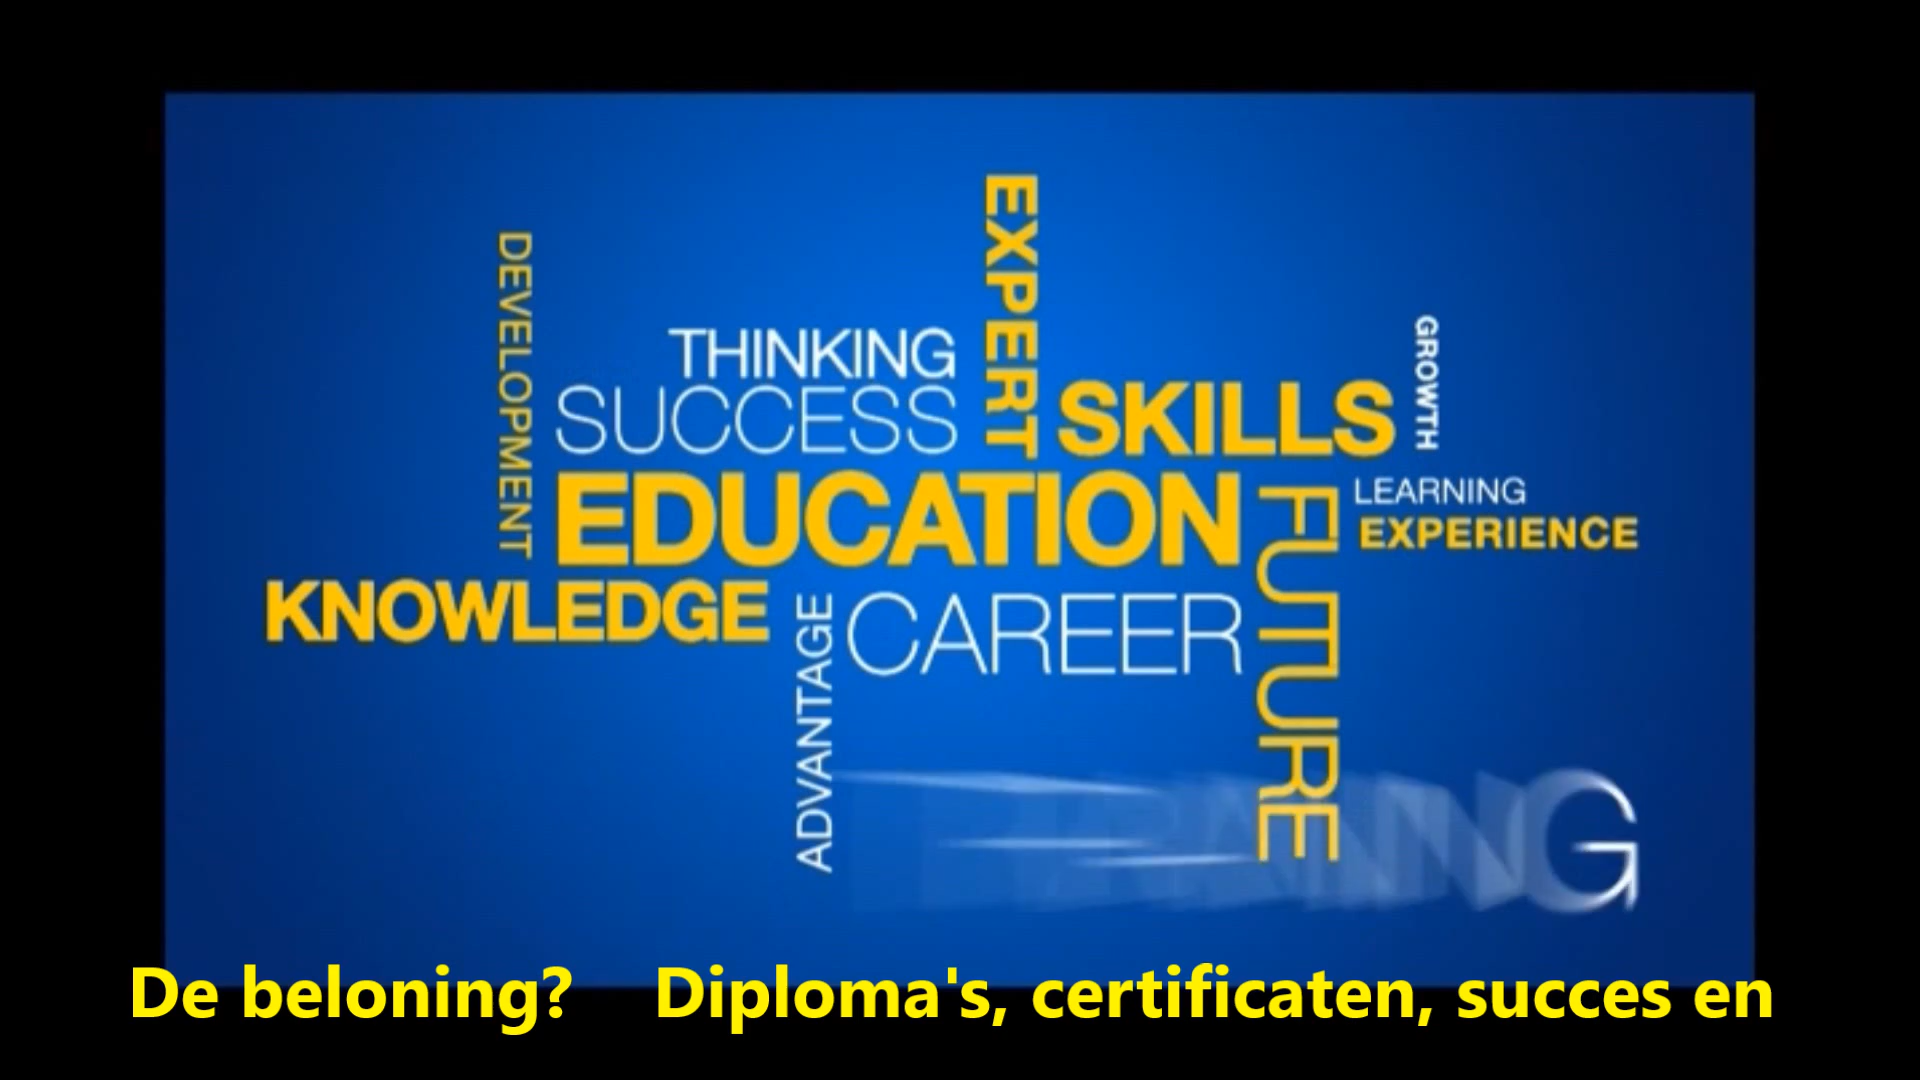 EXPERT
DEVELOPMENT
THINKING
GROWTH
SUCCESS
SKILLS
EDUCATION
FUTURE
LEARNING
EXPERIENCE
KNOWLEDGE
ADVANTAGE
CAREER
De beloning? Diploma's, certificaten, succes en